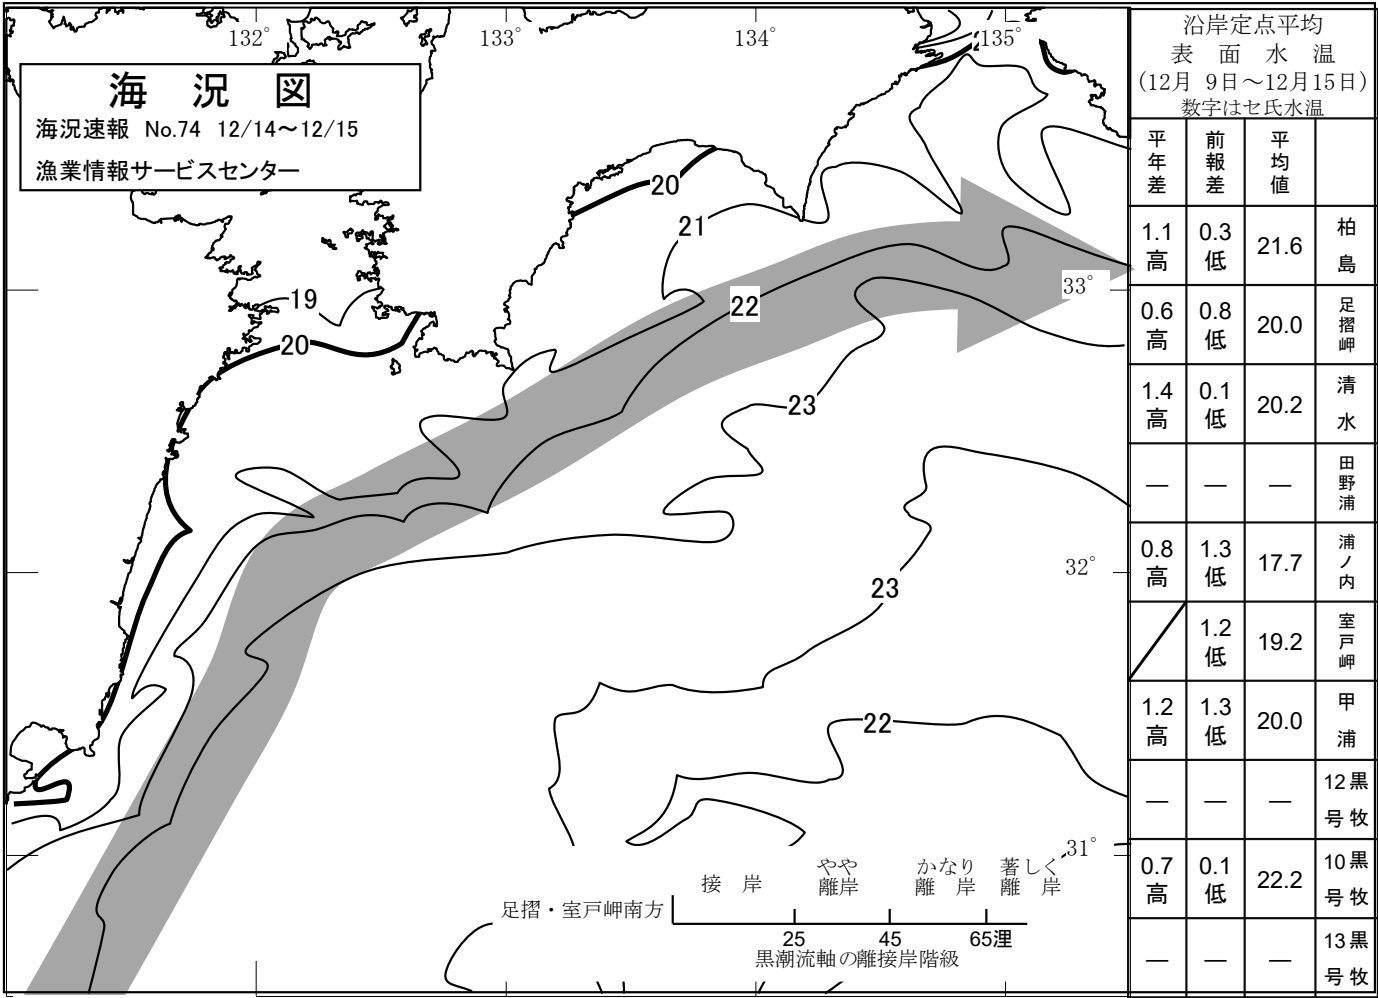 132°
133°
134°
135°
海 況 図
海況速報 No.74 12/14～12/15
漁業情報サービスセンター
20
21
19
20
22
33°
23
32°
23
22
31°
接 岸
やや
離岸
かなり
離 岸
著しく
離 岸
足摺・室戸岬南方
25 45 65浬
黒潮流軸の離接岸階級
沿岸定点平均
表 面 水 温
(12月 9日～12月15日)
数字はセ氏水温
平年差 前報差 平均値
1.1高 0.3低 21.6 柏島
0.6高 0.8低 20.0 足摺岬
1.4高 0.1低 20.2 清水
— — — 田野浦
0.8高 1.3低 17.7 浦ノ内
1.2低 19.2 室戸岬
1.2高 1.3低 20.0 甲浦
— — — 黒牧12号
0.7高 0.1低 22.2 黒牧10号
— — — 黒牧13号